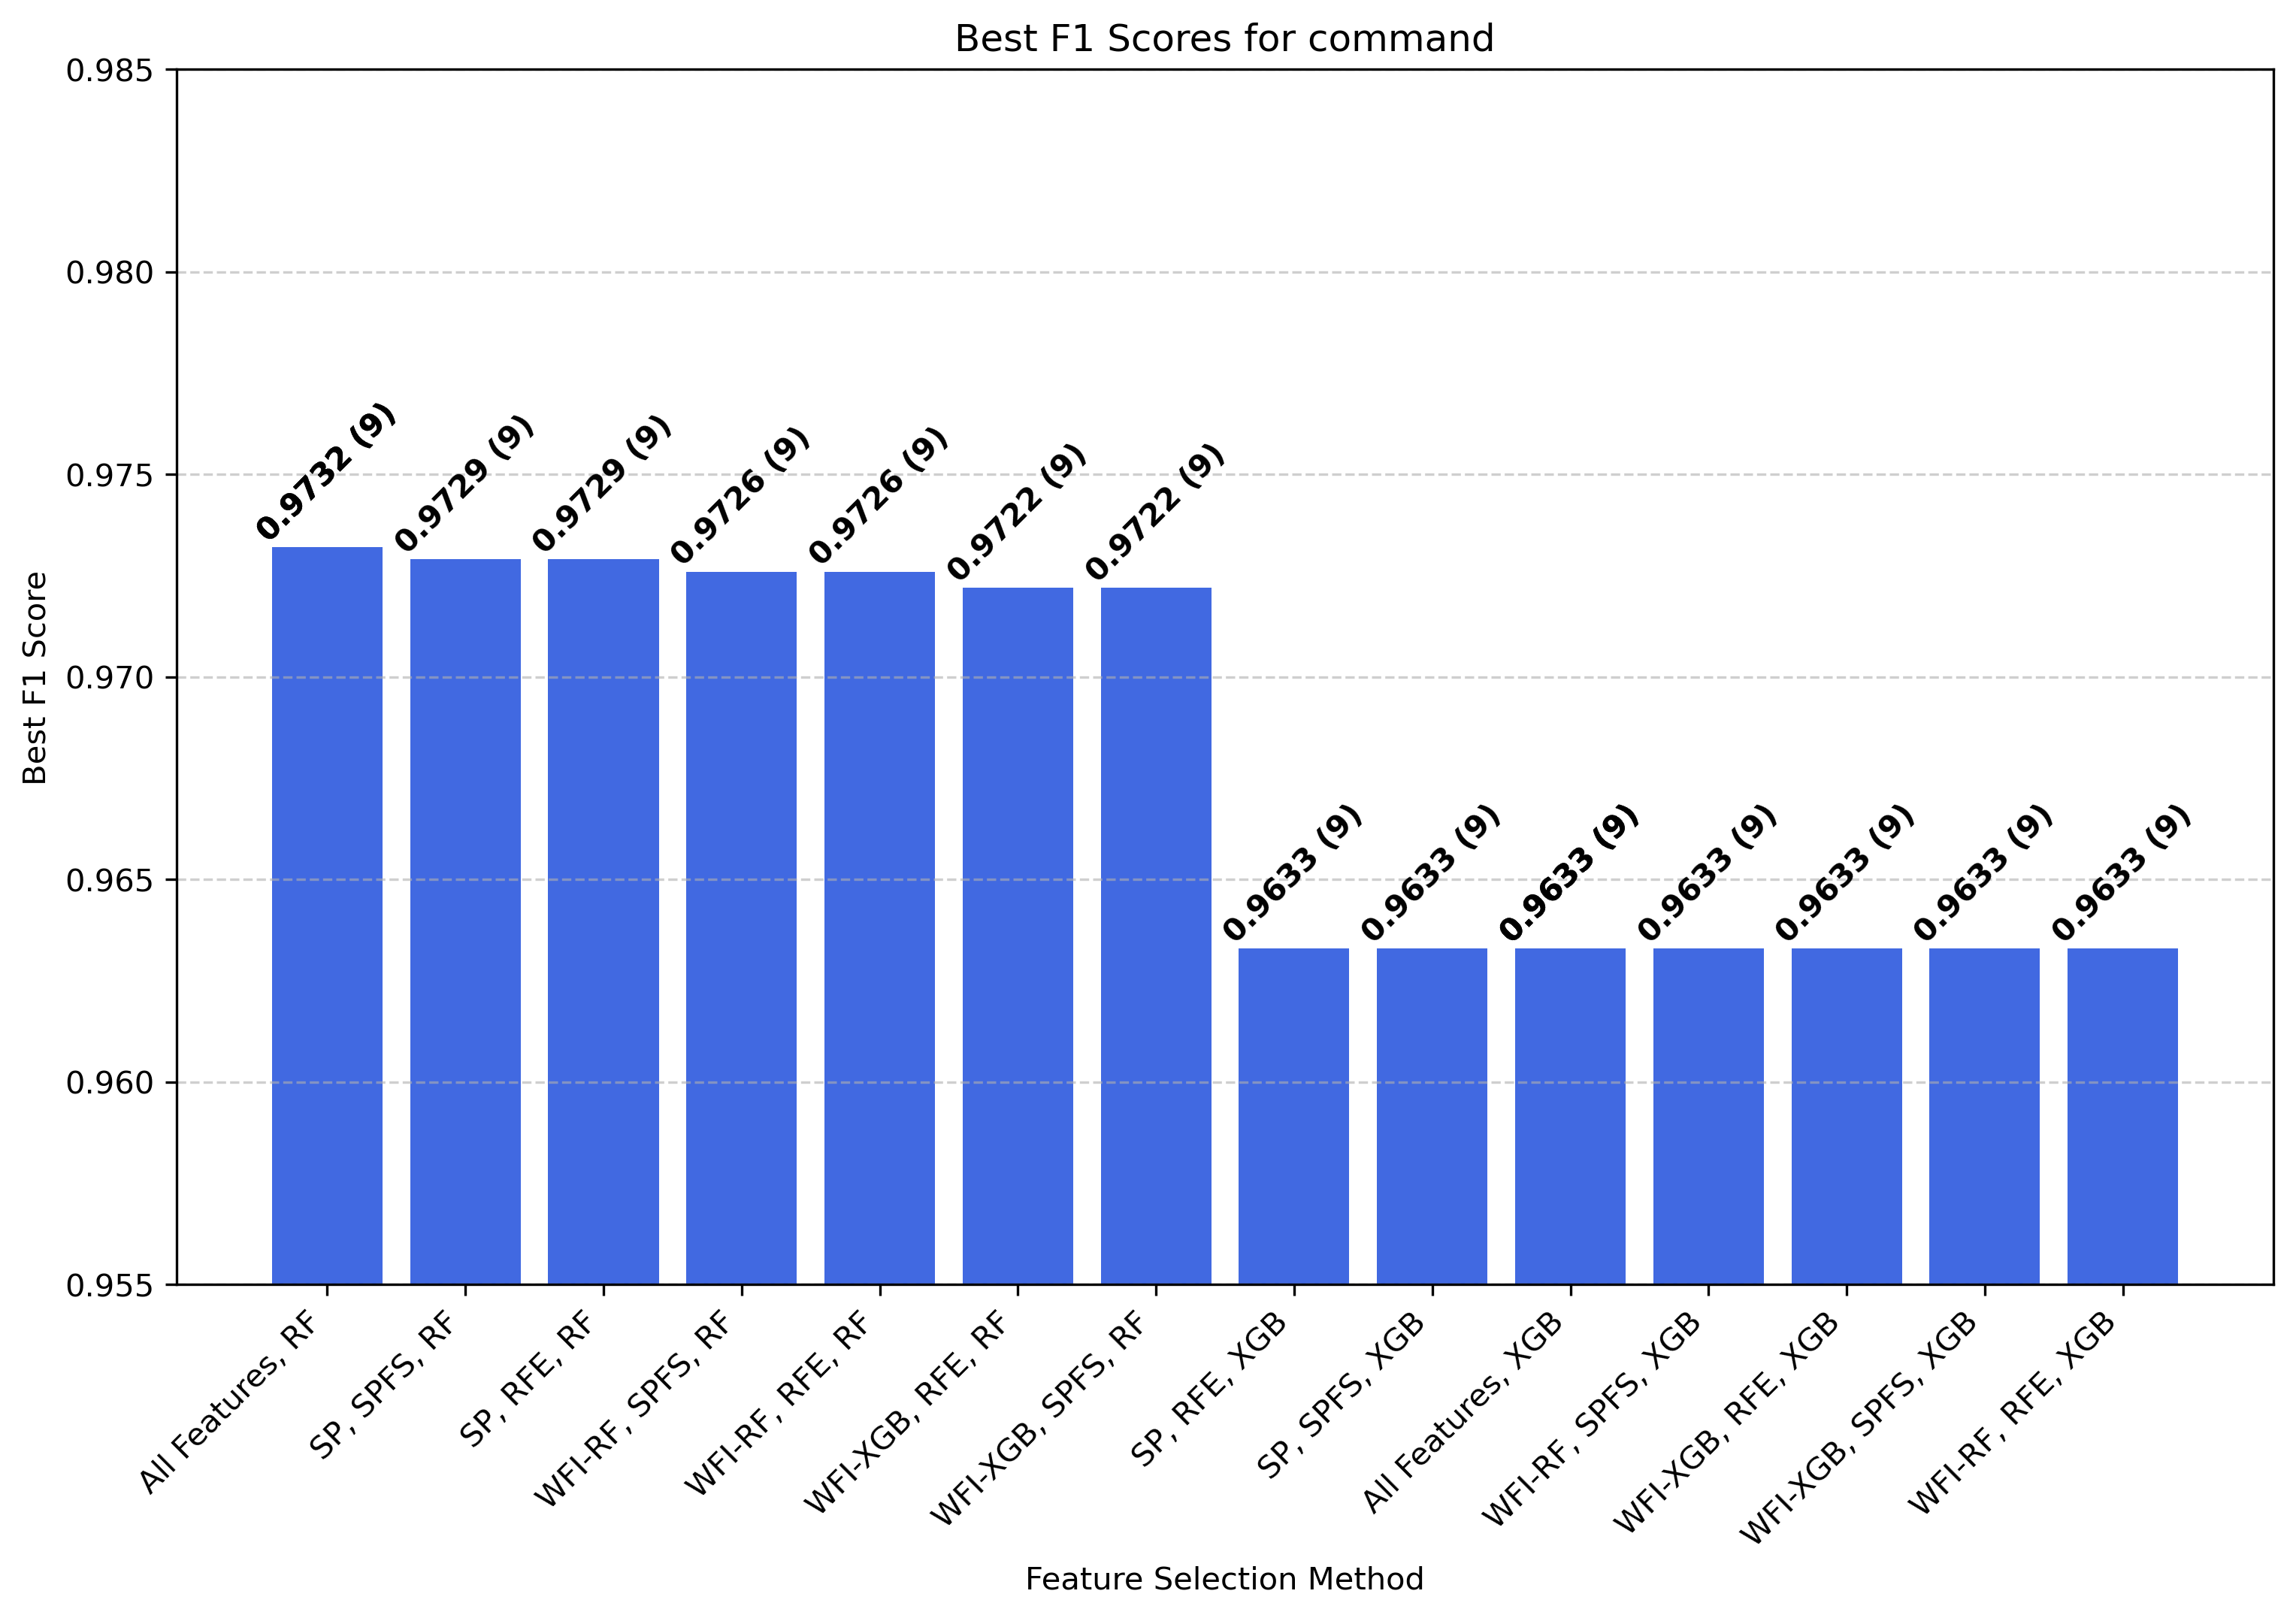 Best F1 Scores for command
Best F1 Score
0.985
0.980
0.975
0.970
0.965
0.960
0.955
0.9732 (9)
0.9729 (9)
0.9729 (9)
0.9726 (9)
0.9726 (9)
0.9722 (9)
0.9722 (9)
0.9633 (9)
0.9633 (9)
0.9633 (9)
0.9633 (9)
0.9633 (9)
0.9633 (9)
0.9633 (9)
All Features, RF
SP, SPFS, RF
SP, RFE, RF
WFI-RF, SPFS, RF
WFI-RF, RFE, RF
WFI-XGB, RFE, RF
WFI-XGB, SPFS, RF
SP, RFE, XGB
SP, SPFS, XGB
All Features, XGB
WFI-RF, SPFS, XGB
WFI-XGB, RFE, XGB
WFI-XGB, SPFS, XGB
WFI-RF, RFE, XGB
Feature Selection Method